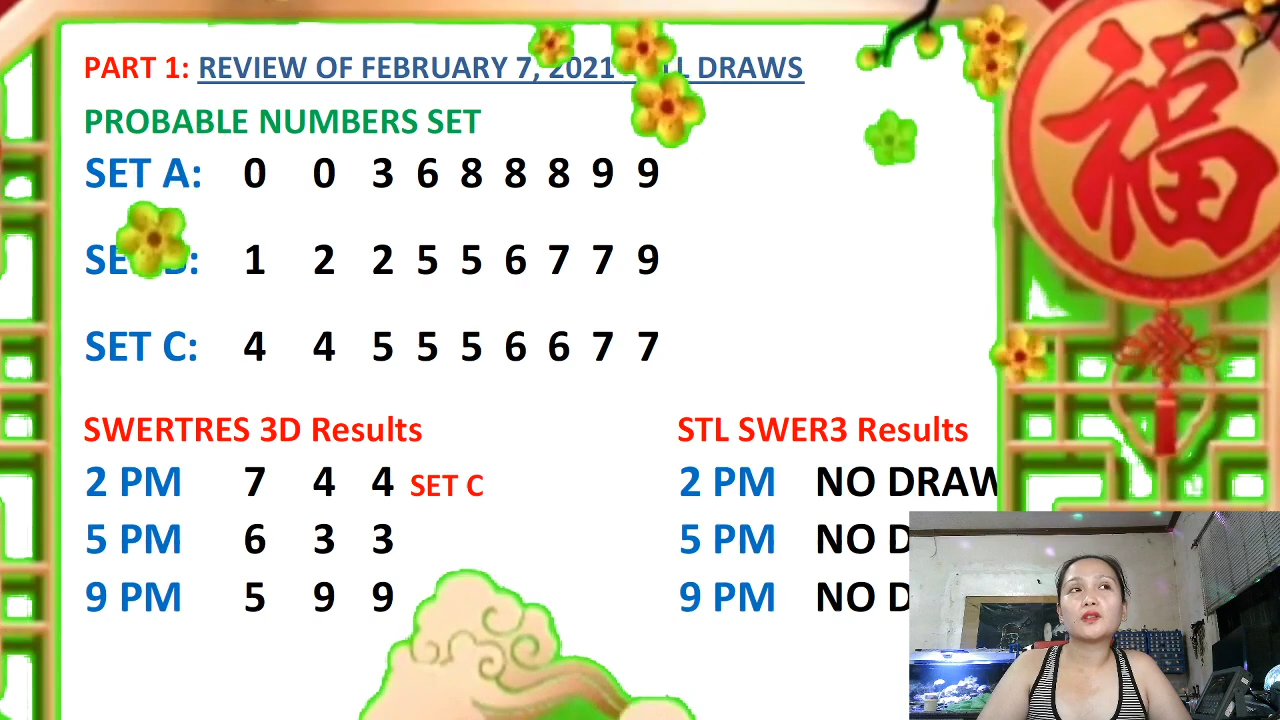 PART 1: REVIEW OF FEBRUARY 7, 2021 DRAWS
福
PROBABLE NUMBERS SET
SET A: 0 0 3 6 8 8 8 9 9
1 2 2 5 5 6 7 7 9
SET C: 4 4 5 5 5 6 6 7 7
SWERTRES 3D Results
2 PM 7 4 4 SET C
5 PM 6 3 3
9 PM 5 9 9
STL SWER3 Results
2 PM NO DRAW
5 PM NO D
9 PM NO D